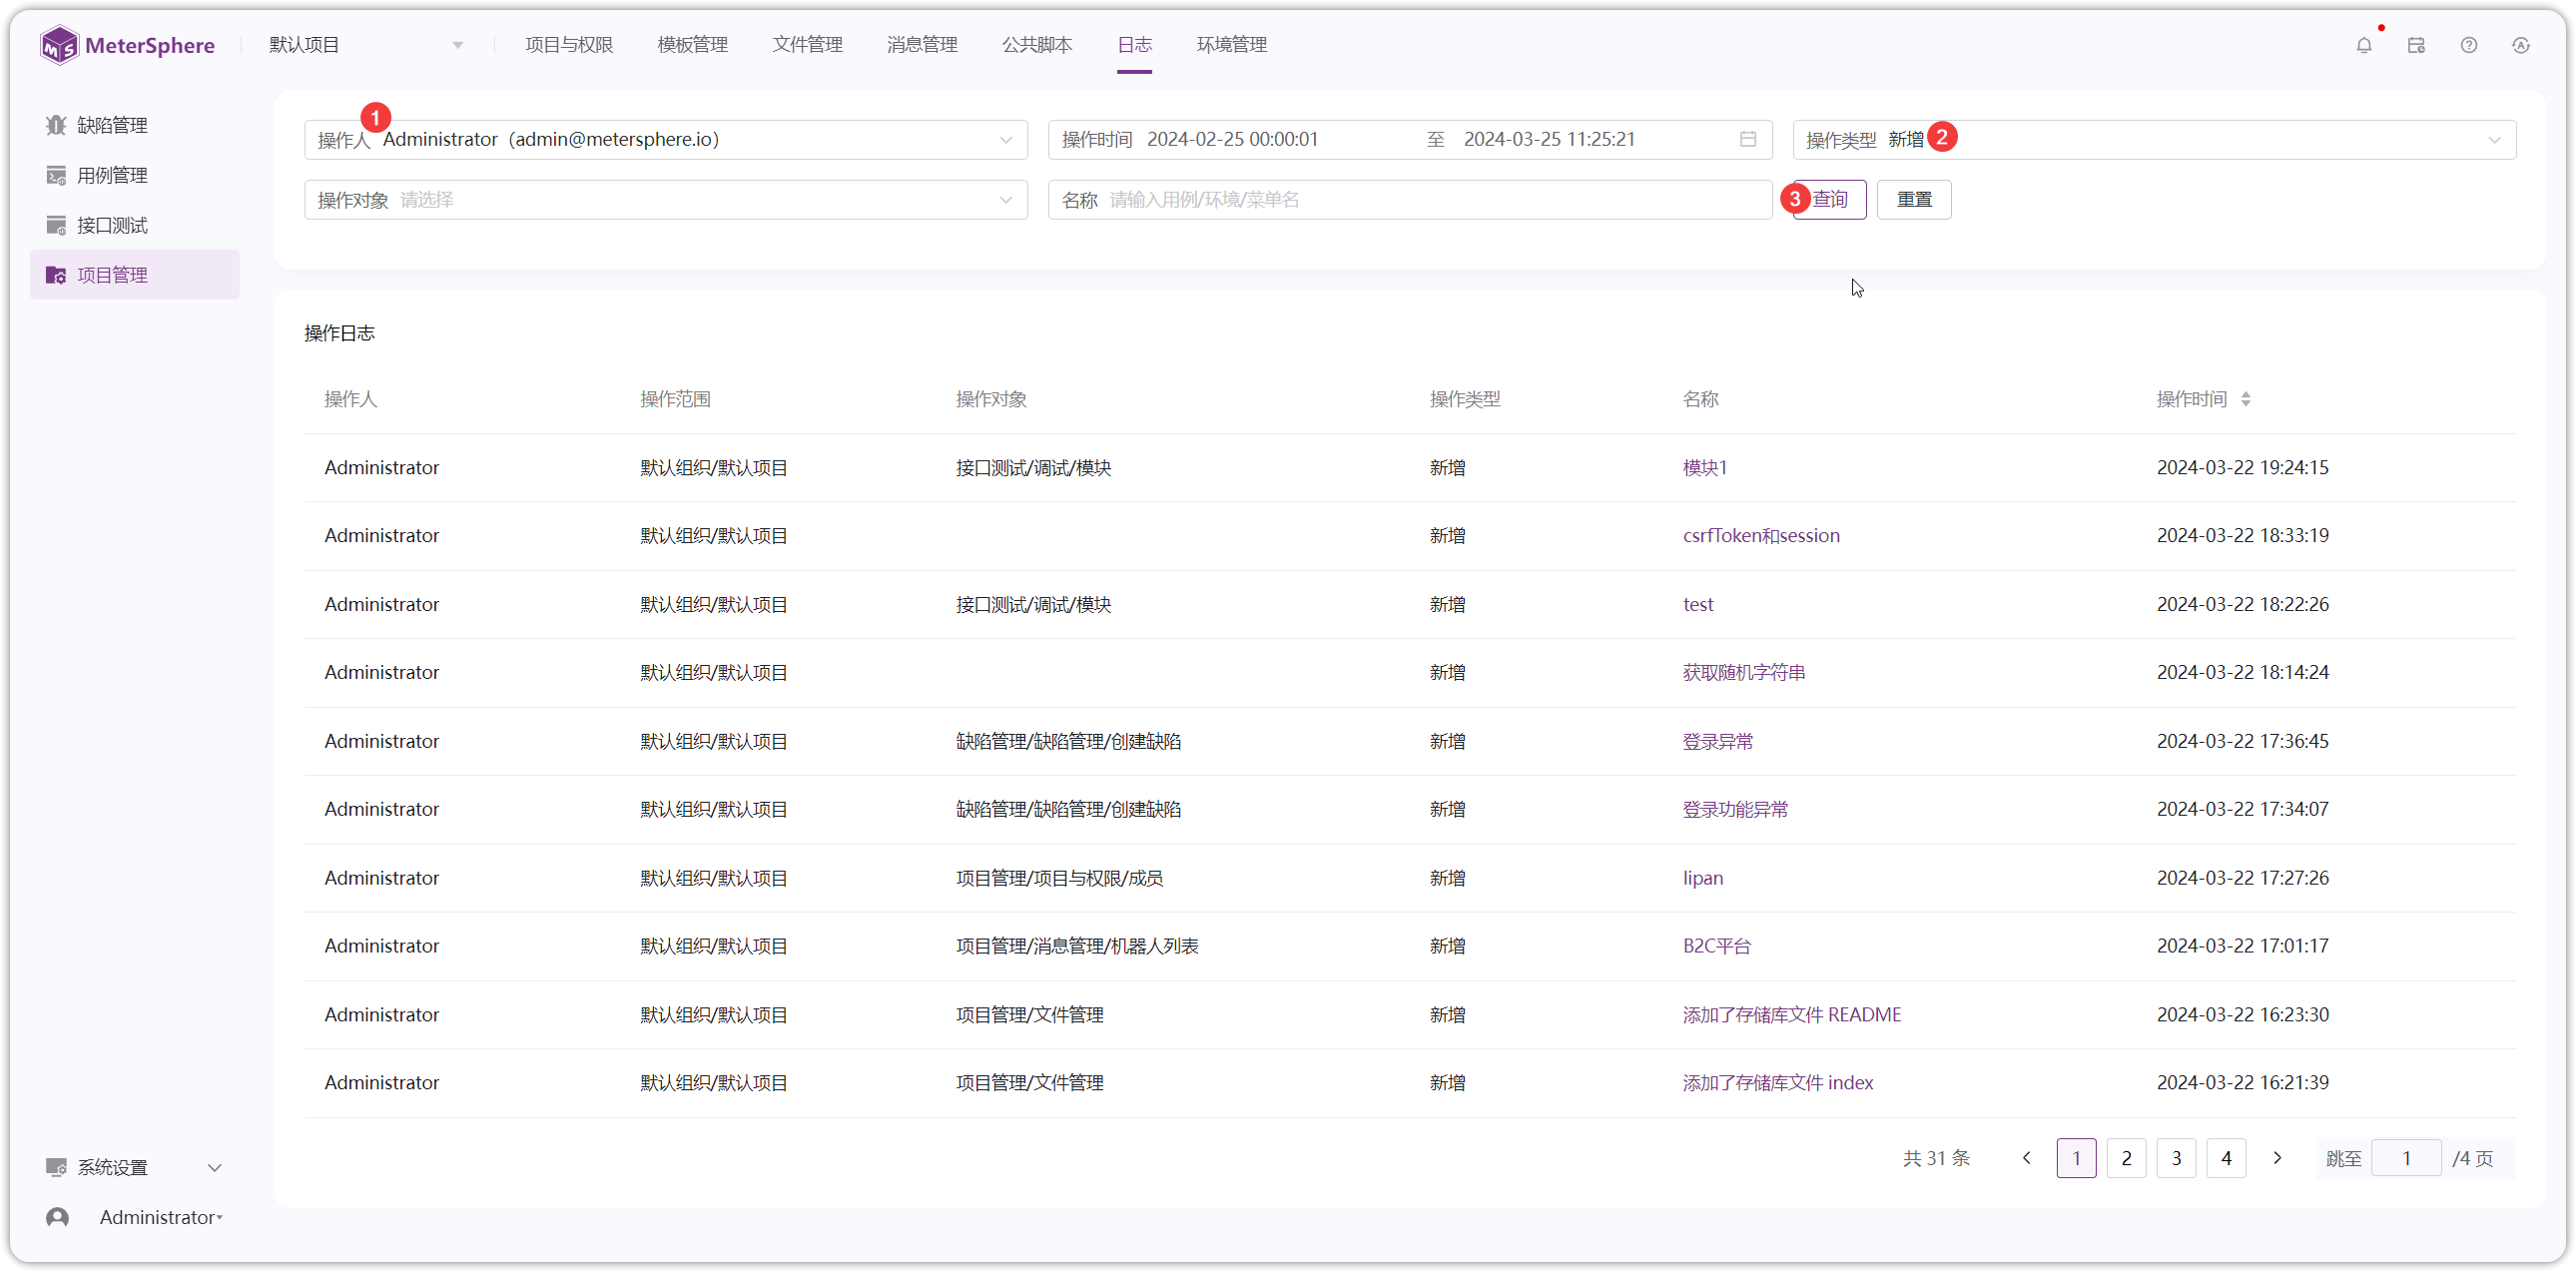 MeterSphere 默认项目 项目与权限 模板管理 文件管理 消息管理 公共脚本 日志 环境管理
缺陷管理
用例管理
接口测试
项目管理
系统设置
Administrator
操作人 1 Administrator（admin@metersphere.io） 操作时间 2024-02-25 00:00:01 至 2024-03-25 11:25:21 操作类型 新增 2
操作对象 请选择 名称 请输入用例/环境/菜单名 3 查询 重置
操作日志
操作人 操作范围 操作对象 操作类型 名称 操作时间
Administrator 默认组织/默认项目 接口测试/调试/模块 新增 模块1 2024-03-22 19:24:15
Administrator 默认组织/默认项目 新增 csrfToken和session 2024-03-22 18:33:19
Administrator 默认组织/默认项目 接口测试/调试/模块 新增 test 2024-03-22 18:22:26
Administrator 默认组织/默认项目 新增 获取随机字符串 2024-03-22 18:14:24
Administrator 默认组织/默认项目 缺陷管理/缺陷管理/创建缺陷 新增 登录异常 2024-03-22 17:36:45
Administrator 默认组织/默认项目 缺陷管理/缺陷管理/创建缺陷 新增 登录功能异常 2024-03-22 17:34:07
Administrator 默认组织/默认项目 项目管理/项目与权限/成员 新增 lipan 2024-03-22 17:27:26
Administrator 默认组织/默认项目 项目管理/消息管理/机器人列表 新增 B2C平台 2024-03-22 17:01:17
Administrator 默认组织/默认项目 项目管理/文件管理 新增 添加了存储库文件 README 2024-03-22 16:23:30
Administrator 默认组织/默认项目 项目管理/文件管理 新增 添加了存储库文件 index 2024-03-22 16:21:39
共 31 条 1 2 3 4 跳至 1 /4 页